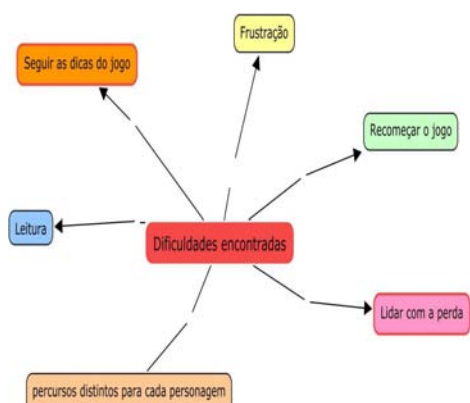 Frustração
Seguir as dicas do jogo
Recomeçar o jogo
Leitura
Dificuldades encontradas
Lidar com a perda
percursos distintos para cada personagem